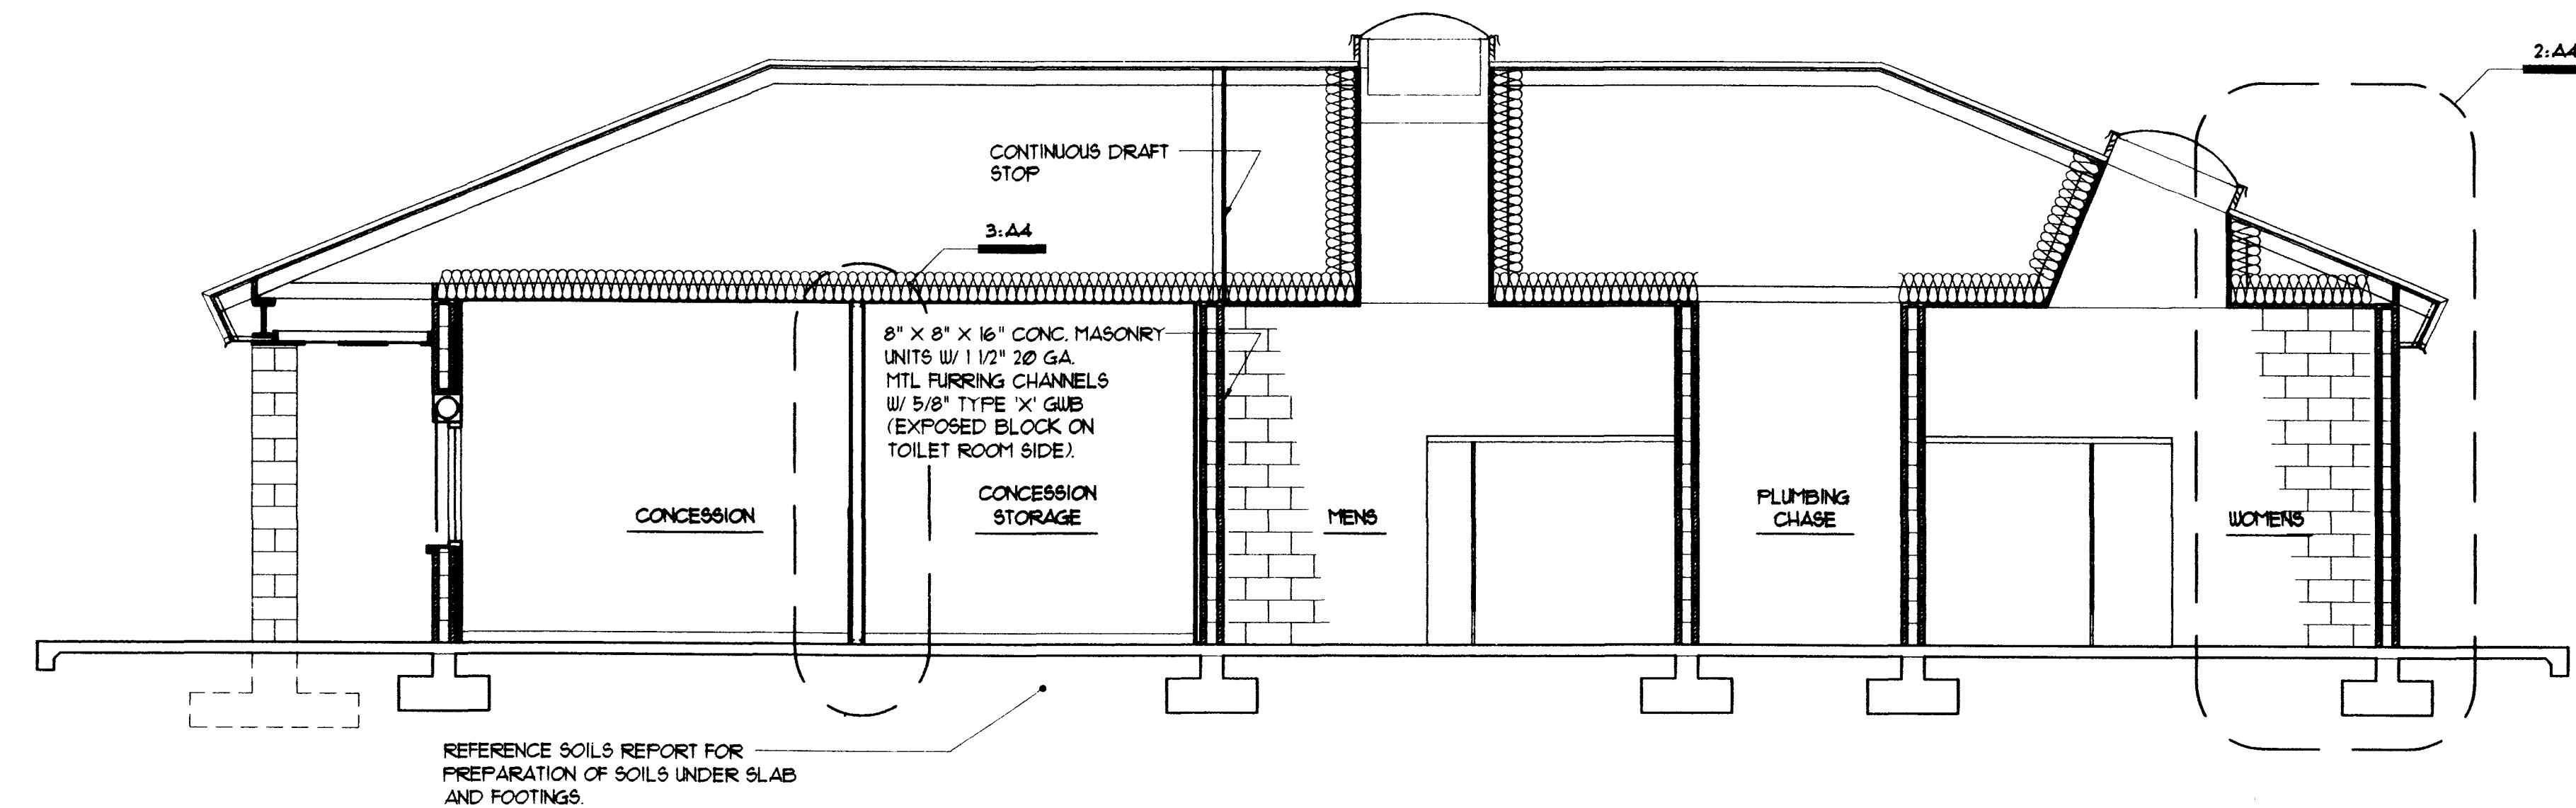 2:A4
CONTINUOUS DRAFT
STOP
3:A4
8" X 8" X 16" CONC. MASONRY
UNITS W/ 1 1/2" 20 GA.
MTL FURRING CHANNELS
W/ 5/8" TYPE 'X' GWB
(EXPOSED BLOCK ON
TOILET ROOM SIDE).
CONCESSION
CONCESSION
STORAGE
MENS
PLUMBING
CHASE
WOMENS
REFERENCE SOILS REPORT FOR
PREPARATION OF SOILS UNDER SLAB
AND FOOTINGS.